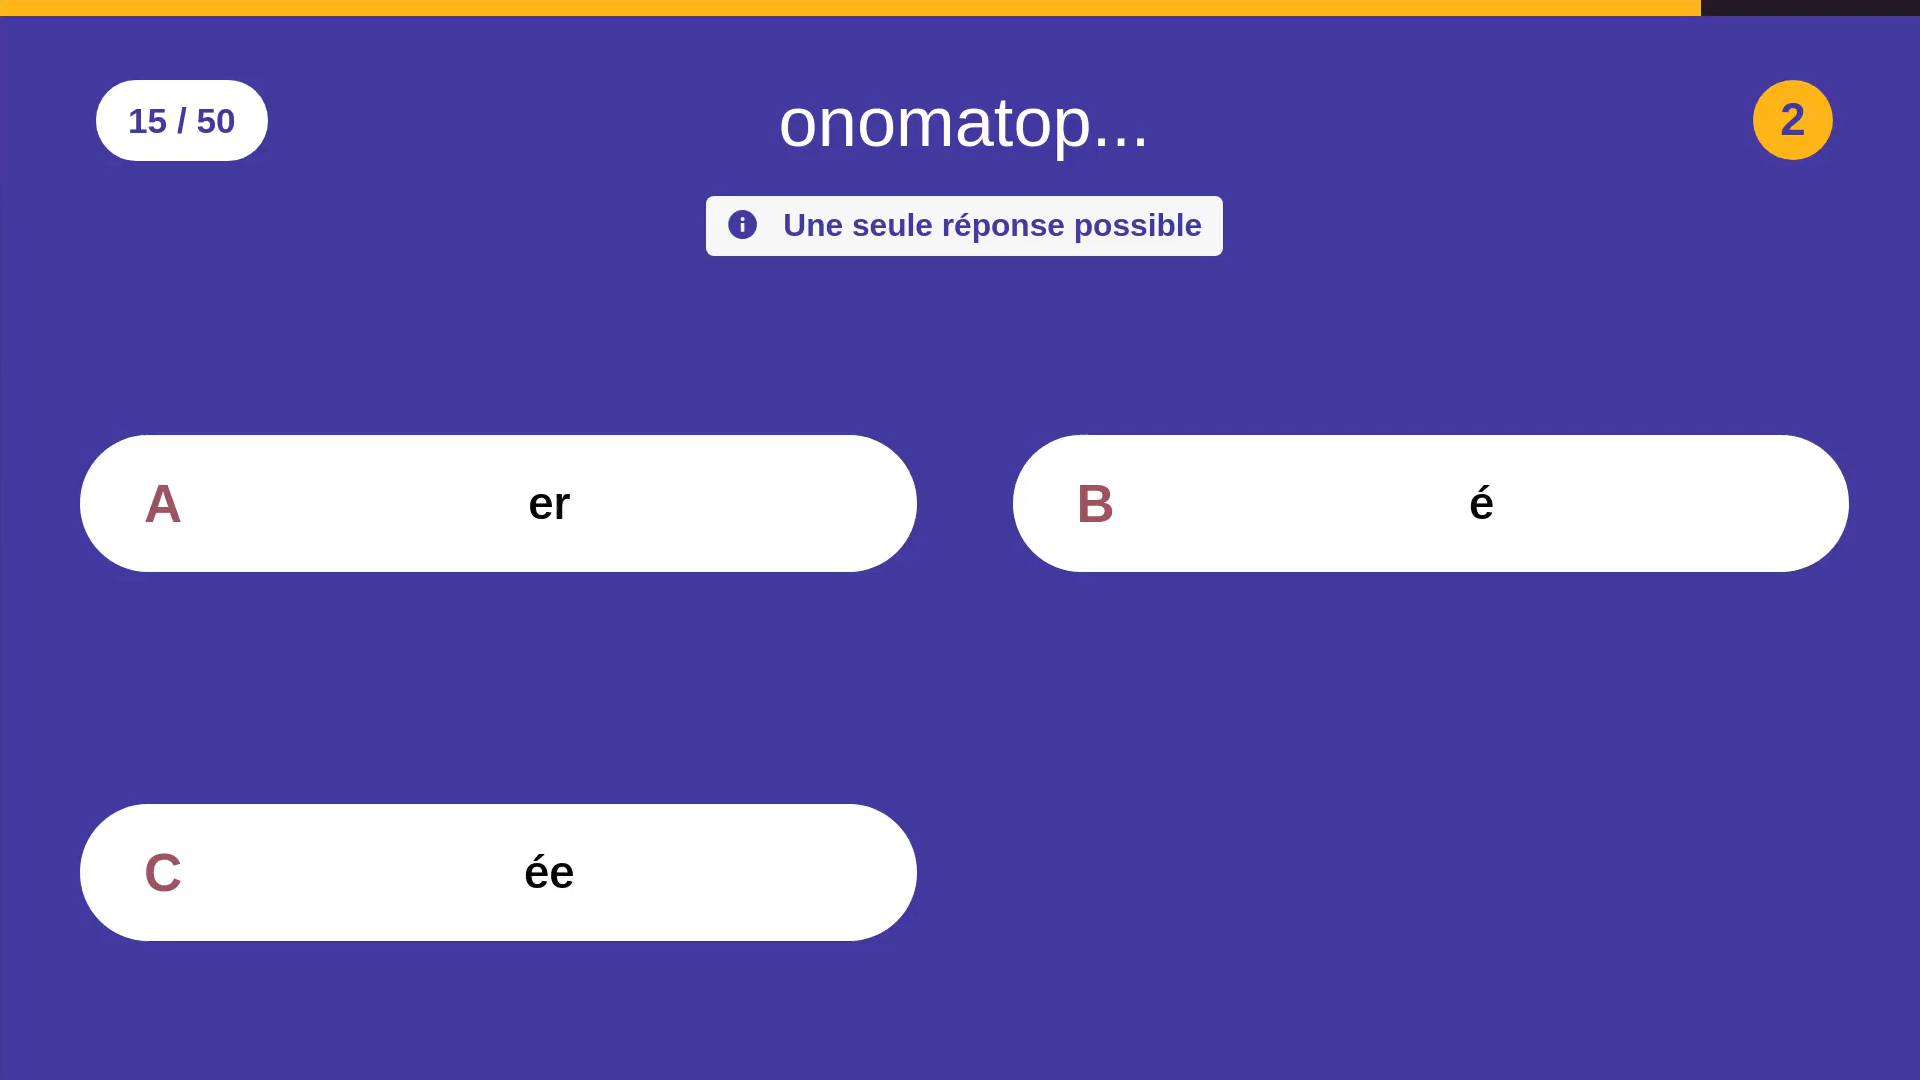 15 / 50
onomatop...
2
Une seule réponse possible
A er
B é
C ée